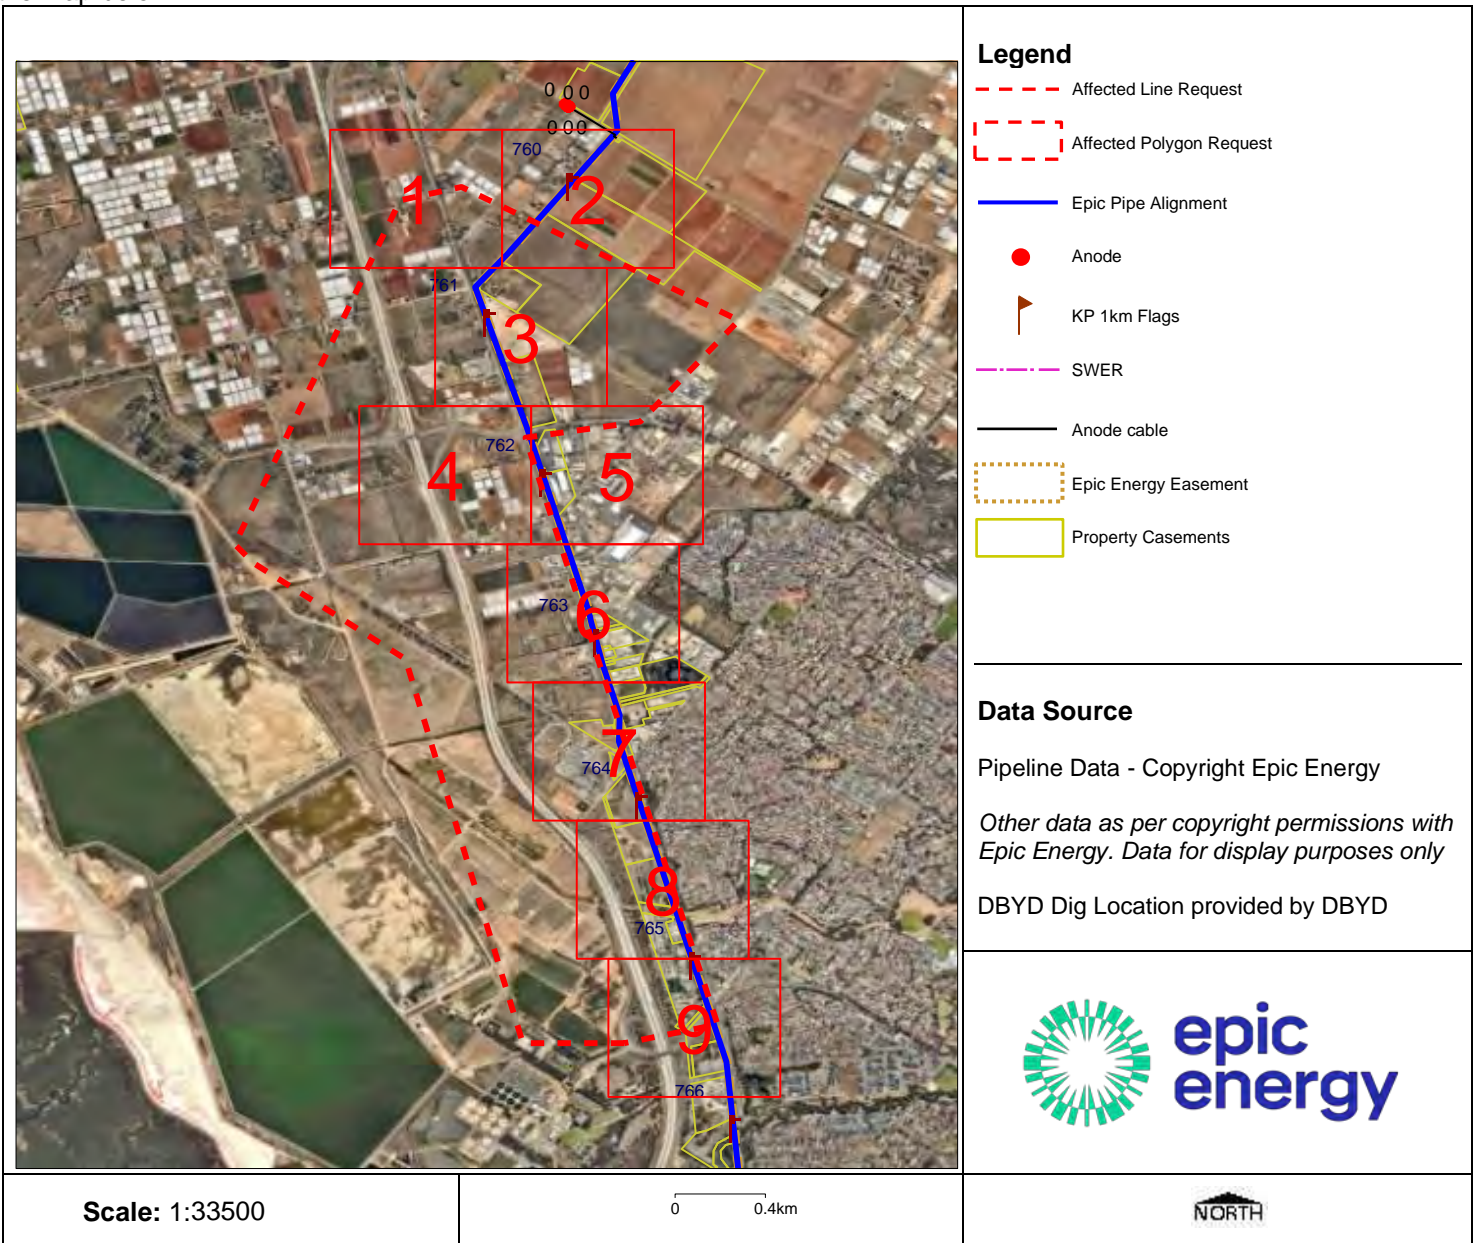 Legend
Affected Line Request
Affected Polygon Request
Epic Pipe Alignment
Anode
KP 1km Flags
SWER
Anode cable
Epic Energy Easement
Property Casements
Data Source
Pipeline Data - Copyright Epic Energy
Other data as per copyright permissions with
Epic Energy. Data for display purposes only
DBYD Dig Location provided by DBYD
epic
energy
NORTH
Scale: 1:33500
0 0.4km
0 0 0
0 0 0
760
1
2
761
3
762
4
5
763
6
7
764
8
765
9
766